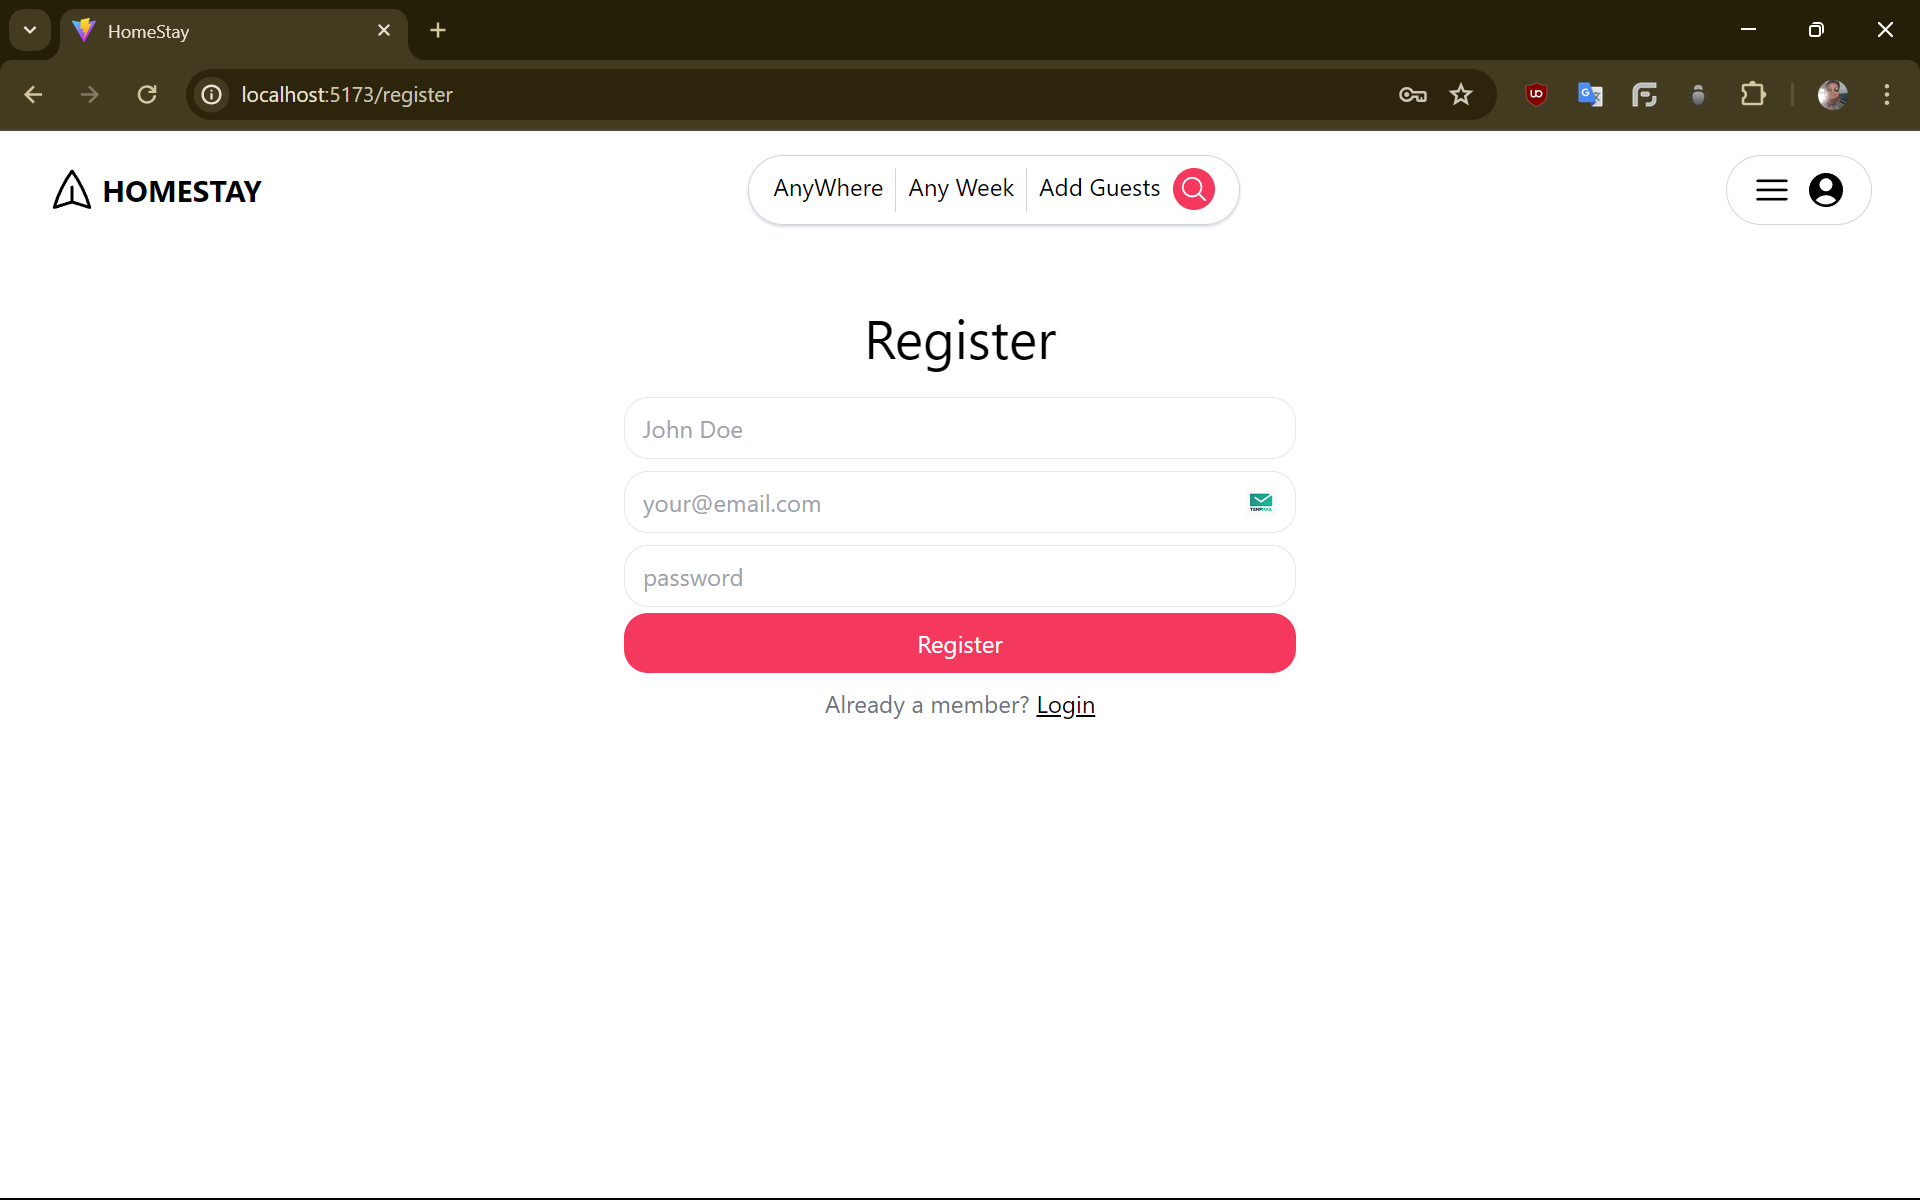 HomeStay
localhost:5173/register
HOMESTAY
AnyWhere
Any Week
Add Guests
Register
John Doe
your@email.com
password
Register
Already a member? Login